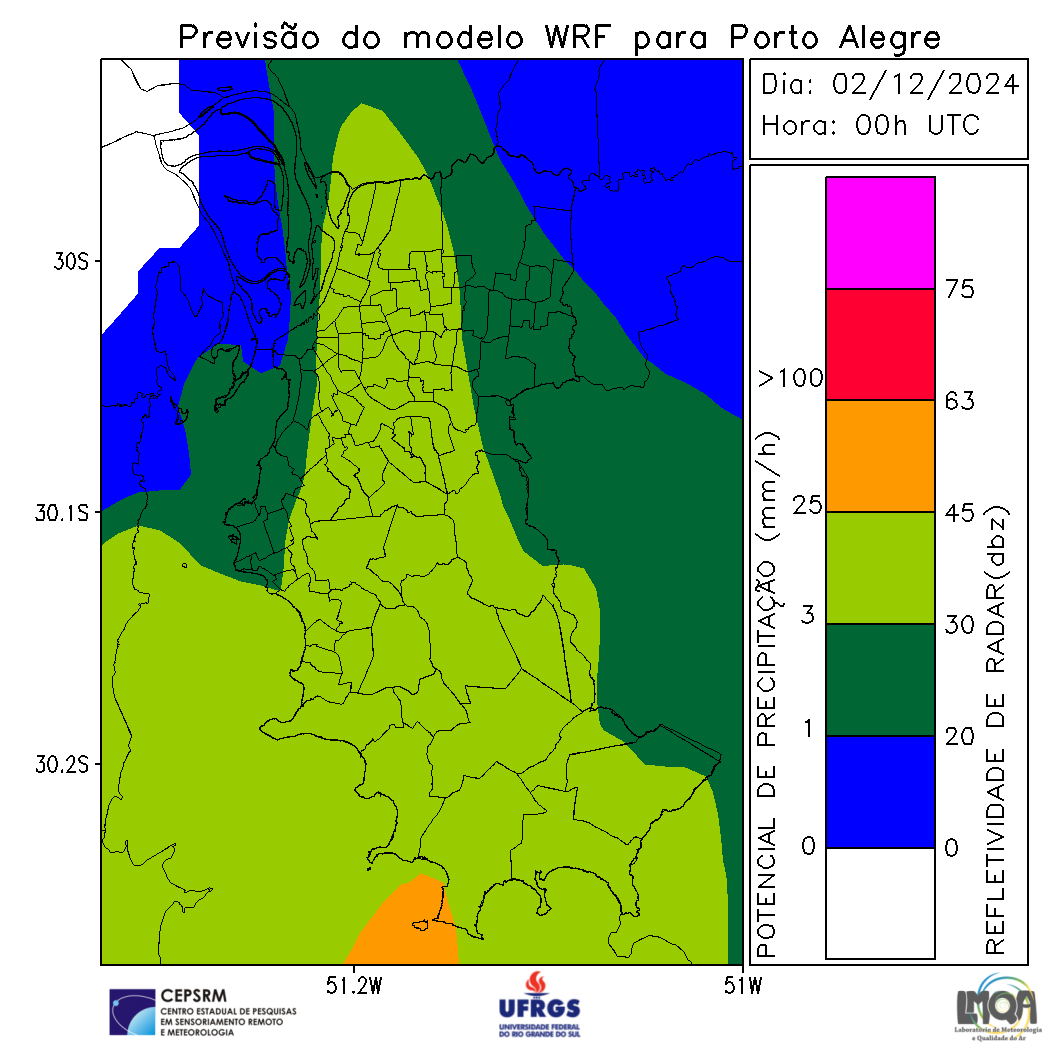 Previsão do modelo WRF para Porto Alegre
Dia: 02/12/2024
Hora: 00h UTC
30S
30.1S
30.2S
51.2W
51W
POTENCIAL DE PRECIPITAÇÃO (mm/h)
>100
25
3
1
0
75
63
45
30
20
0
REFLETIVIDADE DE RADAR(dbz)
CEPSRM
CENTRO ESTADUAL DE PESQUISAS
EM SENSORIAMENTO REMOTO
E METEOROLOGIA
UFRGS
UNIVERSIDADE FEDERAL
DO RIO GRANDE DO SUL
LMQA
Laboratório de Meteorologia
e Qualidade do Ar